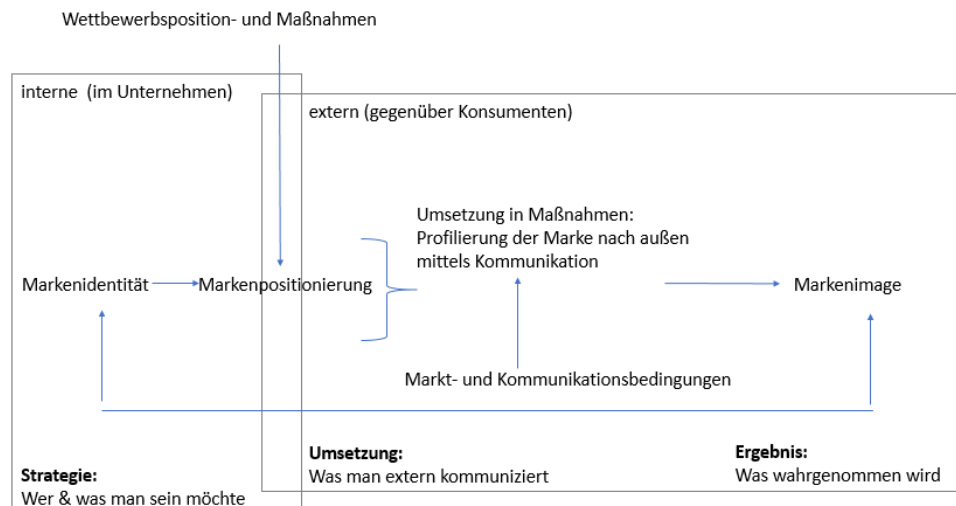 Wettbewerbsposition- und Maßnahmen
interne  (im Unternehmen)
extern (gegenüber Konsumenten)
Umsetzung in Maßnahmen:
Profilierung der Marke nach außen
mittels Kommunikation
Markenidentität
Markenpositionierung
Markenimage
Markt- und Kommunikationsbedingungen
Strategie:
Wer & was man sein möchte
Umsetzung:
Was man extern kommuniziert
Ergebnis:
Was wahrgenommen wird